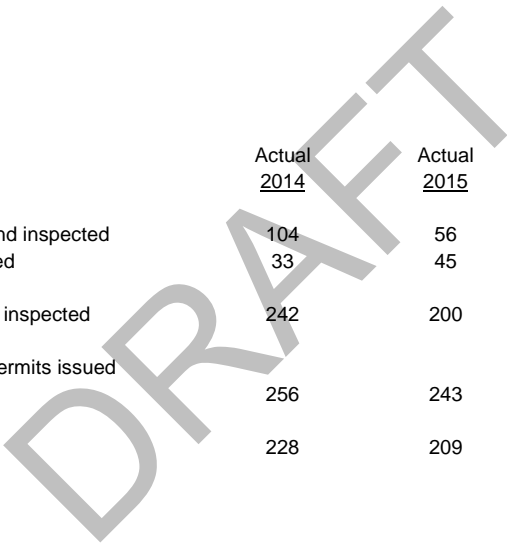 Actual Actual
2014 2015
nd inspected 104 56
ed 33 45
inspected 242 200
ermits issued
256 243
228 209
DRAFT